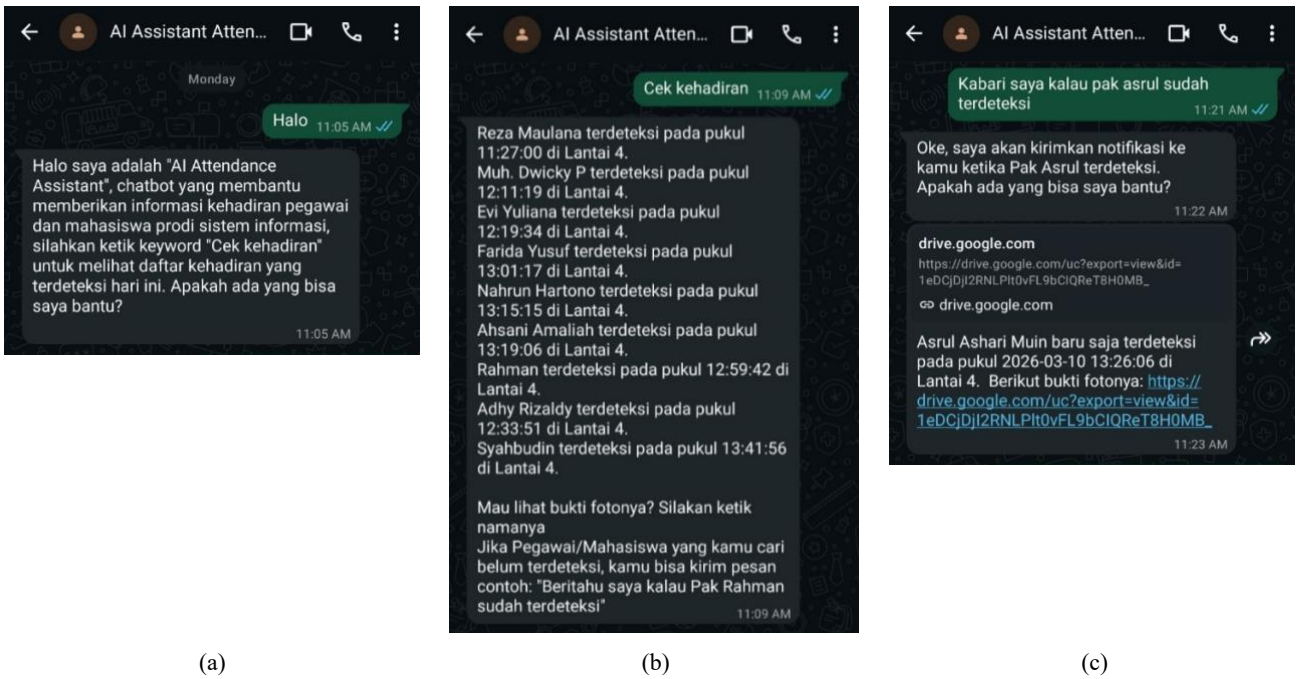 AI Assistant Atten...
Monday
Halo 11:05 AM
Halo saya adalah "AI Attendance
Assistant", chatbot yang membantu
memberikan informasi kehadiran pegawai
dan mahasiswa prodi sistem informasi,
silahkan ketik keyword "Cek kehadiran"
untuk melihat daftar kehadiran yang
terdeteksi hari ini. Apakah ada yang bisa
saya bantu?
11:05 AM
(a)
AI Assistant Atten...
Cek kehadiran 11:09 AM
Reza Maulana terdeteksi pada pukul
11:27:00 di Lantai 4.
Muh. Dwicky P terdeteksi pada pukul
12:11:19 di Lantai 4.
Evi Yuliana terdeteksi pada pukul
12:19:34 di Lantai 4.
Farida Yusuf terdeteksi pada pukul
13:01:17 di Lantai 4.
Nahrun Hartono terdeteksi pada pukul
13:15:15 di Lantai 4.
Ahsani Amaliah terdeteksi pada pukul
13:19:06 di Lantai 4.
Rahman terdeteksi pada pukul 12:59:42 di
Lantai 4.
Adhy Rizaldy terdeteksi pada pukul
12:33:51 di Lantai 4.
Syahbudin terdeteksi pada pukul 13:41:56
di Lantai 4.
Mau lihat bukti fotonya? Silakan ketik
namanya
Jika Pegawai/Mahasiswa yang kamu cari
belum terdeteksi, kamu bisa kirim pesan
contoh: "Beritahu saya kalau Pak Rahman
sudah terdeteksi"
11:09 AM
(b)
AI Assistant Atten...
Kabari saya kalau pak asrul sudah
terdeteksi
11:21 AM
Oke, saya akan kirimkan notifikasi ke
kamu ketika Pak Asrul terdeteksi.
Apakah ada yang bisa saya bantu?
11:22 AM
drive.google.com
https://drive.google.com/uc?export=view&id=
1eDCjDjI2RNLPlt0vFL9bCIQReT8H0MB_
drive.google.com
Asrul Ashari Muin baru saja terdeteksi
pada pukul 2026-03-10 13:26:06 di
Lantai 4. Berikut bukti fotonya: https://
drive.google.com/uc?export=view&id=
1eDCjDjI2RNLPlt0vFL9bCIQReT8H0MB_
11:23 AM
(c)